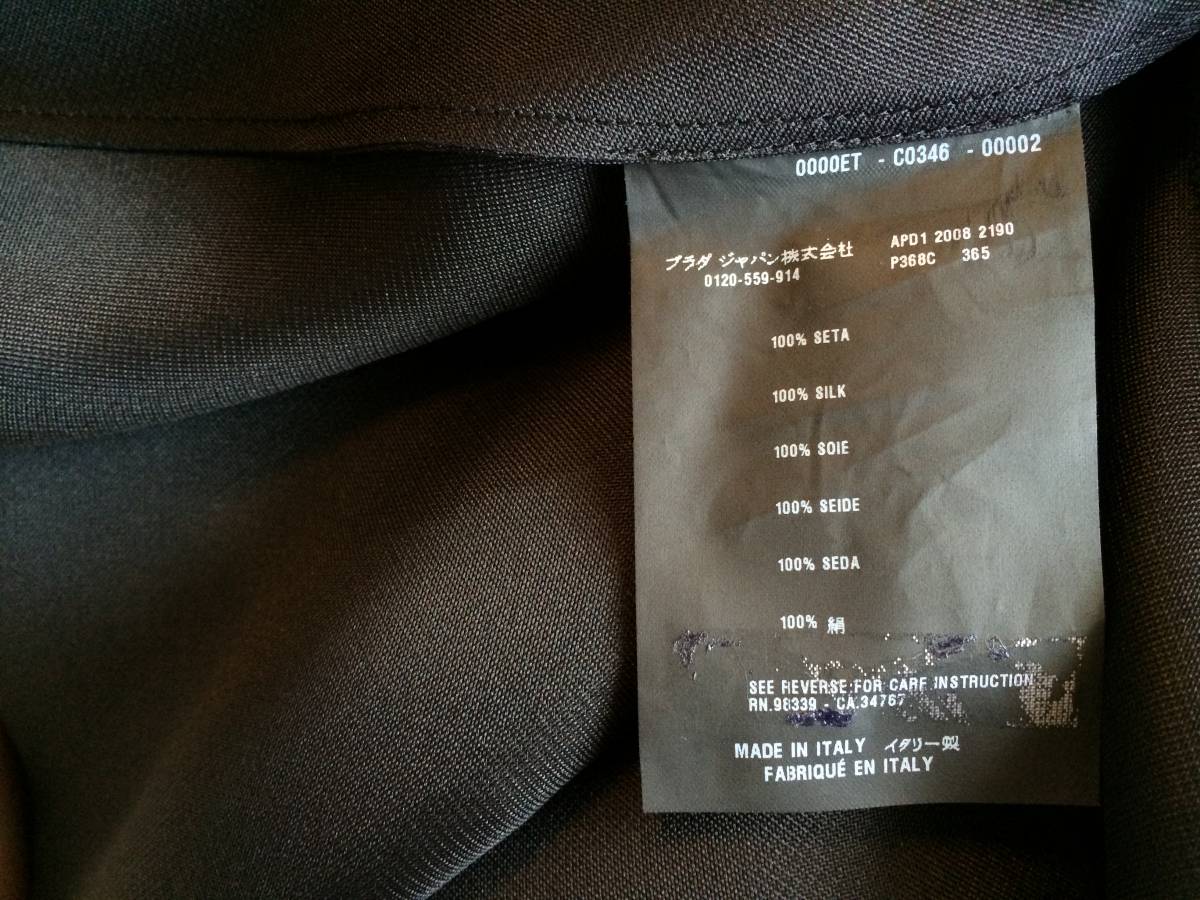 0000ET - C0346 - 00002
プラダ ジャパン株式会社
0120-559-914
APD1 2008 2190
P368C 365
100% SETA
100% SILK
100% SOIE
100% SEIDE
100% SEDA
100% 絹
SEE REVERSE FOR CARE INSTRUCTION
RN.98339 - CA.34767
MADE IN ITALY イタリー製
FABRIQUÉ EN ITALY